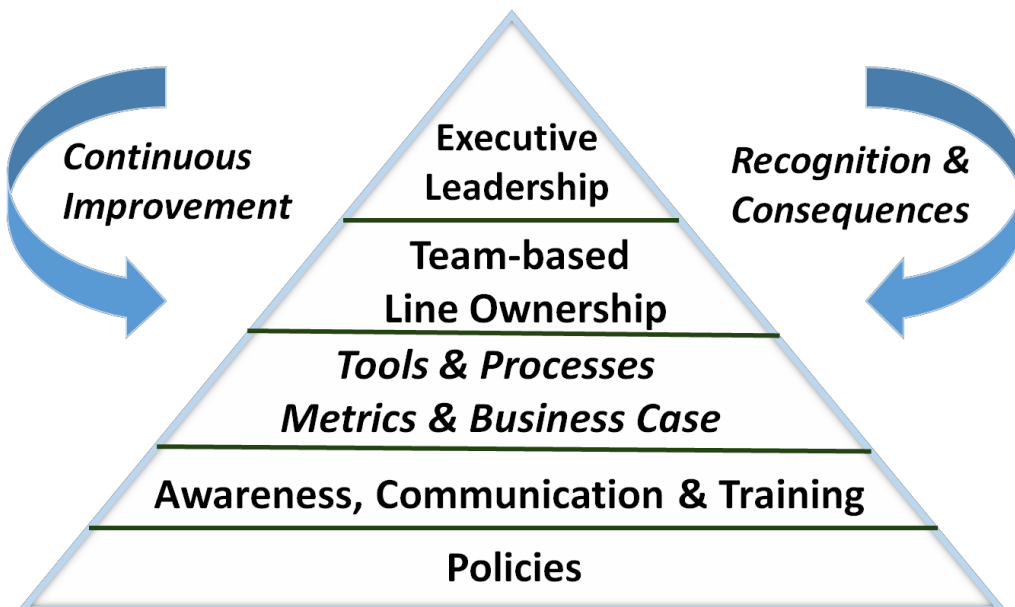 Continuous
Improvement
Recognition &
Consequences
Executive
Leadership
Team-based
Line Ownership
Tools & Processes
Metrics & Business Case
Awareness, Communication & Training
Policies